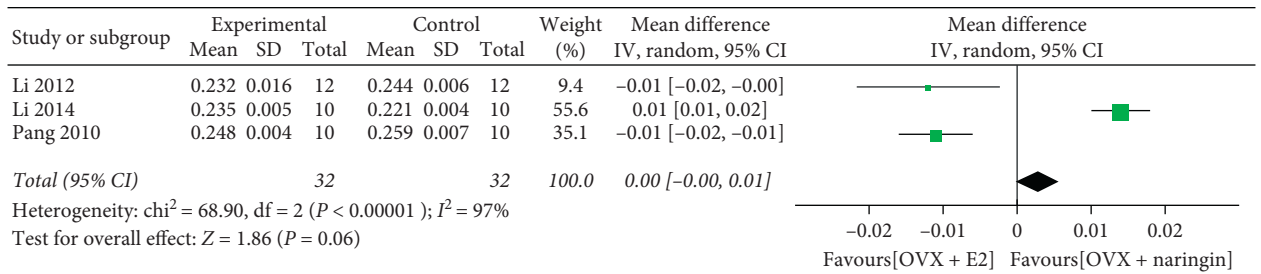 Study or subgroup Experimental Control Weight Mean difference Mean difference
Mean SD Total Mean SD Total (%) IV, random, 95% CI IV, random, 95% CI
Li 2012 0.232 0.016 12 0.244 0.006 12 9.4 –0.01 [–0.02, –0.00]
Li 2014 0.235 0.005 10 0.221 0.004 10 55.6 0.01 [0.01, 0.02]
Pang 2010 0.248 0.004 10 0.259 0.007 10 35.1 –0.01 [–0.02, –0.01]
Total (95% CI) 32 32 100.0 0.00 [–0.00, 0.01]
Heterogeneity: chi² = 68.90, df = 2 (P < 0.00001 ); I² = 97%
Test for overall effect: Z = 1.86 (P = 0.06)
–0.02 –0.01 0 0.01 0.02
Favours[OVX + E2] Favours[OVX + naringin]